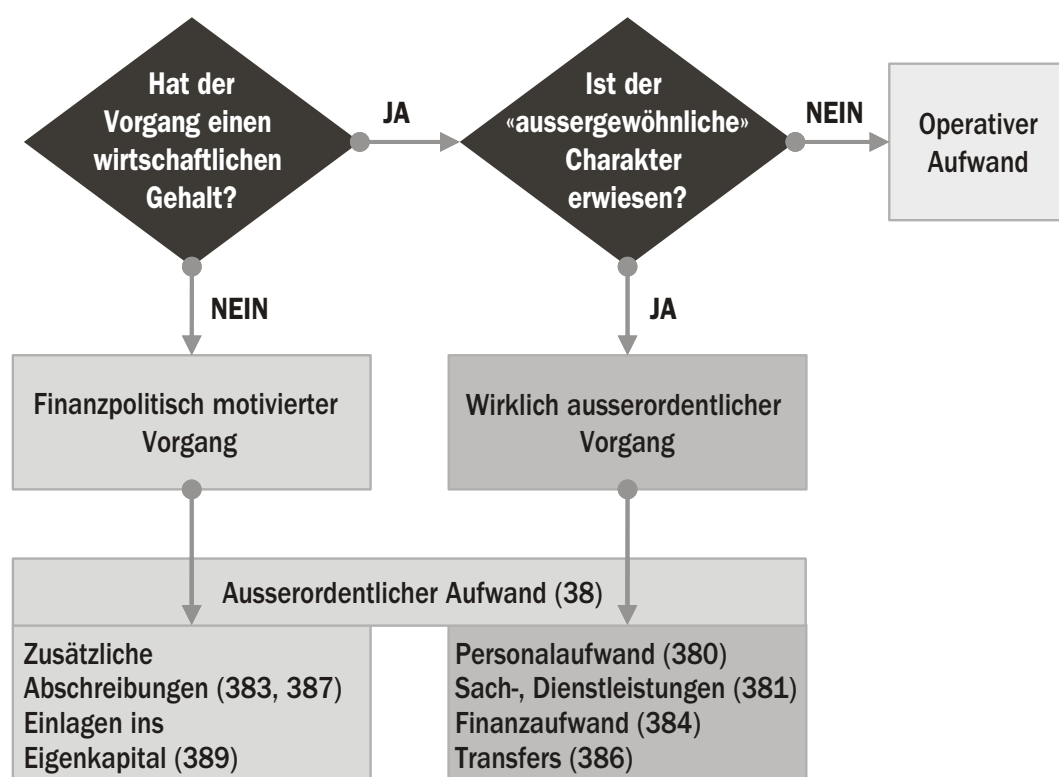 Hat der
Vorgang einen
wirtschaftlichen
Gehalt?
JA
Ist der
«aussergewöhnliche»
Charakter
erwiesen?
NEIN
Operativer
Aufwand
NEIN
JA
Finanzpolitisch motivierter
Vorgang
Wirklich ausserordentlicher
Vorgang
Ausserordentlicher Aufwand (38)
Zusätzliche
Abschreibungen (383, 387)
Einlagen ins
Eigenkapital (389)
Personalaufwand (380)
Sach-, Dienstleistungen (381)
Finanzaufwand (384)
Transfers (386)